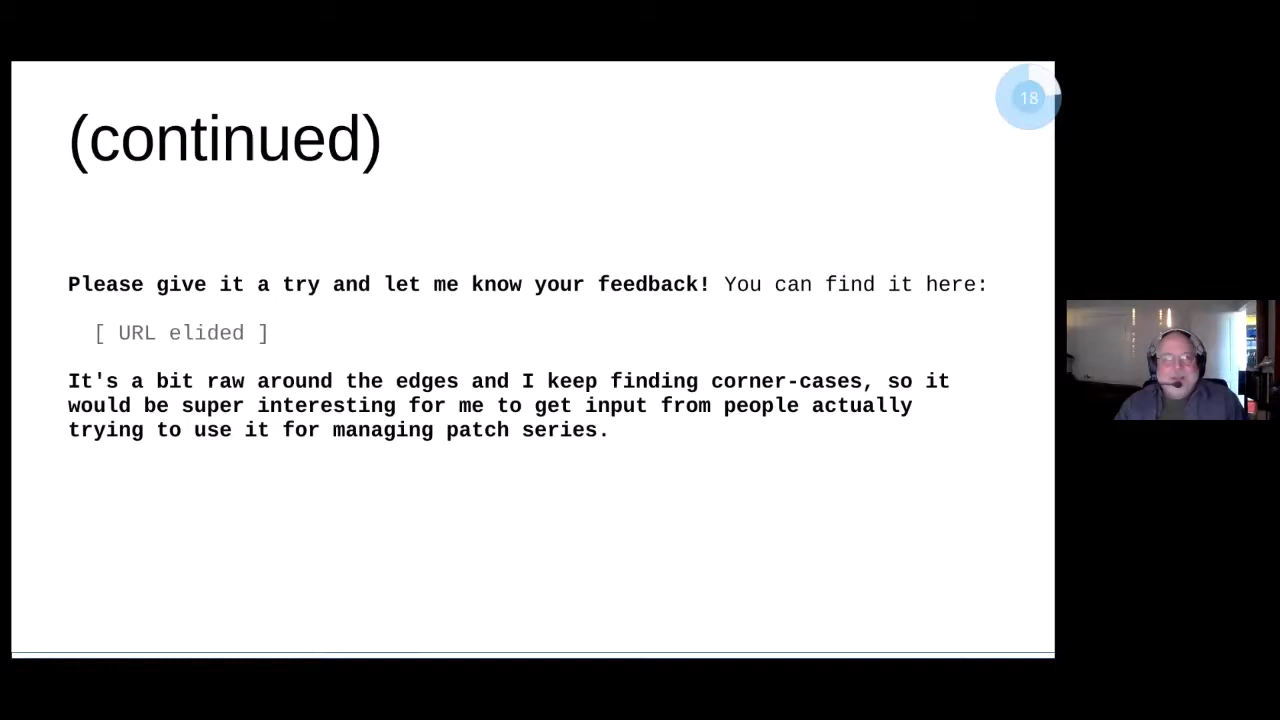 18
(continued)
Please give it a try and let me know your feedback! You can find it here:
[ URL elided ]
It's a bit raw around the edges and I keep finding corner-cases, so it
would be super interesting for me to get input from people actually
trying to use it for managing patch series.